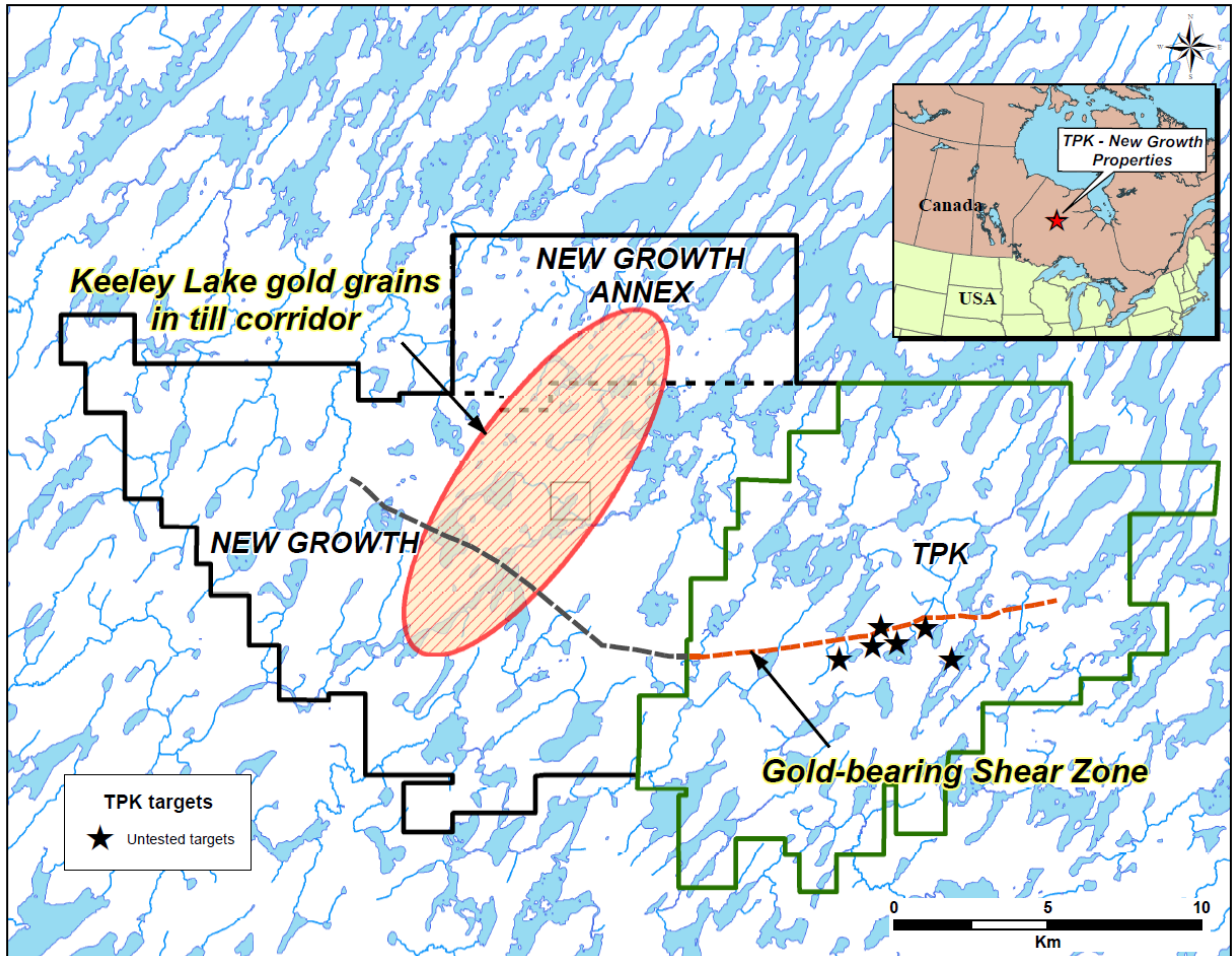 N
W
E
S
TPK - New Growth
Properties
Canada
USA
NEW GROWTH
ANNEX
Keeley Lake gold grains
in till corridor
NEW GROWTH
TPK
Gold-bearing Shear Zone
TPK targets
Untested targets
0 5 10
Km